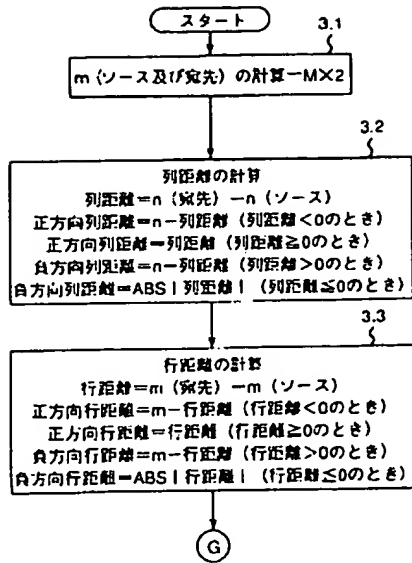 スタート
3.1
m (ソース及び宛先) の計算ーM×2
3.2
列距離の計算
列距離=n (宛先) −n (ソース)
正方向列距離=n−列距離 (列距離<0のとき)
正方向列距離=列距離 (列距離≧0のとき)
負方向列距離=n−列距離 (列距離>0のとき)
負方向列距離=ABS|列距離| (列距離≦0のとき)
3.3
行距離の計算
行距離=m (宛先) −m (ソース)
正方向行距離=m−行距離 (行距離<0のとき)
正方向行距離=行距離 (行距離≧0のとき)
負方向行距離=m−行距離 (行距離>0のとき)
負方向行距離=ABS|行距離| (行距離≦0のとき)
G